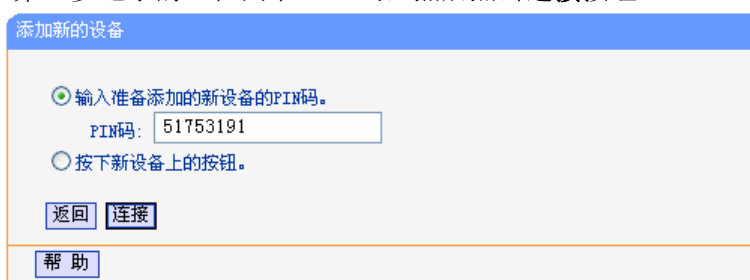 添加新的设备
输入准备添加的新设备的PIN码。
PIN码: 51753191
按下新设备上的按钮。
返回 连接
帮 助